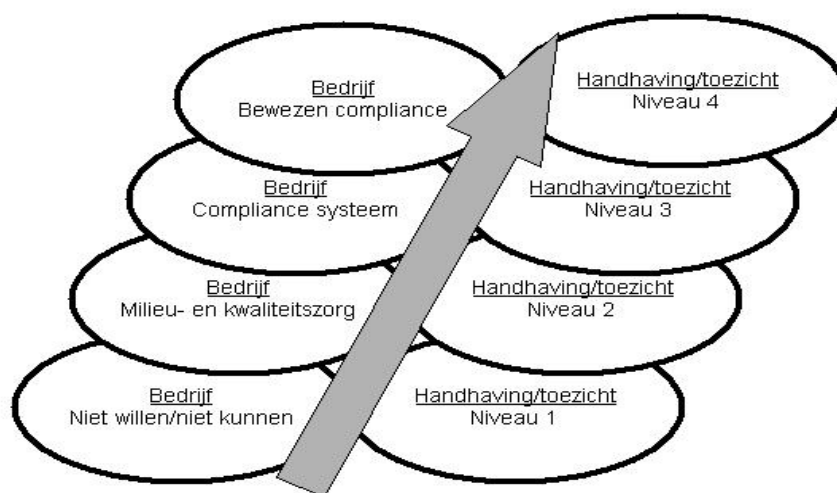 Bedrijf
Bewezen compliance
Handhaving/toezicht
Niveau 4
Bedrijf
Compliance systeem
Handhaving/toezicht
Niveau 3
Bedrijf
Milieu- en kwaliteitszorg
Handhaving/toezicht
Niveau 2
Bedrijf
Niet willen/niet kunnen
Handhaving/toezicht
Niveau 1